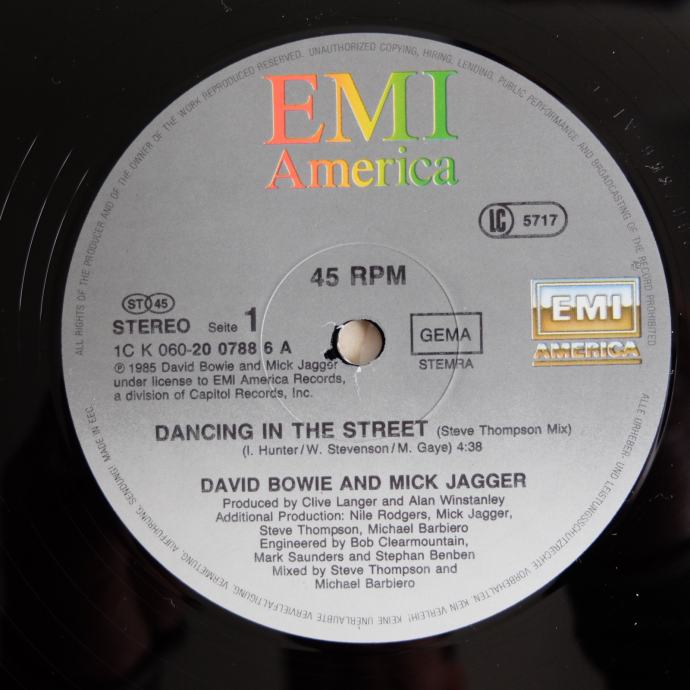 ALL RIGHTS OF THE PRODUCER AND OF THE OWNER OF THE WORK REPRODUCED RESERVED. UNAUTHORIZED COPYING, HIRING, LENDING, PUBLIC PERFORMANCE AND BROADCASTING OF THE RECORD PROHIBITED
EMI
America
LC 5717
45 RPM
ST 45
STEREO Seite 1
1C K 060-20 0788 6 A
℗ 1985 David Bowie and Mick Jagger
under license to EMI America Records,
a division of Capitol Records, Inc.
GEMA
STEMRA
EMI
AMERICA
DANCING IN THE STREET (Steve Thompson Mix)
(I. Hunter/W. Stevenson/M. Gaye) 4:38
DAVID BOWIE AND MICK JAGGER
Produced by Clive Langer and Alan Winstanley
Additional Production: Nile Rodgers, Mick Jagger,
Steve Thompson, Michael Barbiero
Engineered by Bob Clearmountain,
Mark Saunders and Stephan Benben
Mixed by Steve Thompson and
Michael Barbiero
ALLE URHEBER- UND LEISTUNGSSCHUTZRECHTE VORBEHALTEN. KEIN VERLEIH! KEINE UNERLAUBTE VERVIELFÄLTIGUNG, VERMIETUNG, AUFFÜHRUNG, SENDUNG! MADE IN EEC.